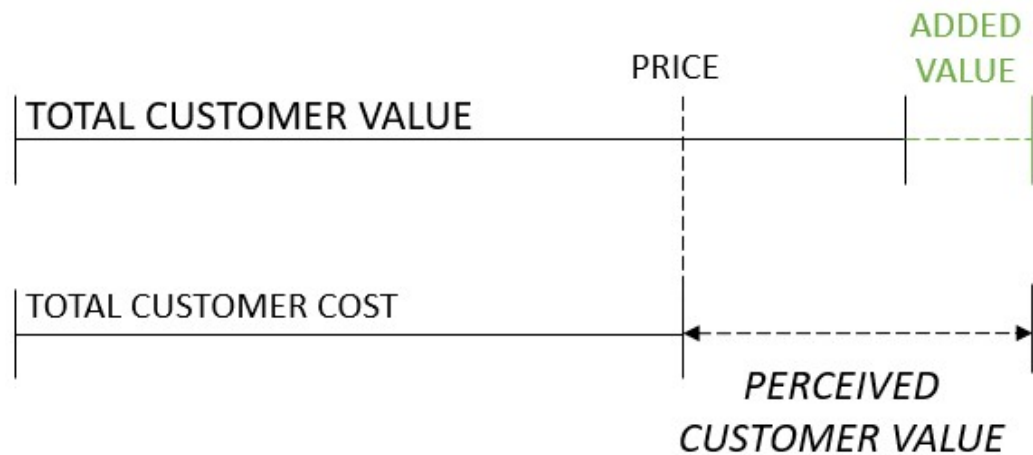 ADDED
VALUE
PRICE
TOTAL CUSTOMER VALUE
TOTAL CUSTOMER COST
PERCEIVED
CUSTOMER VALUE